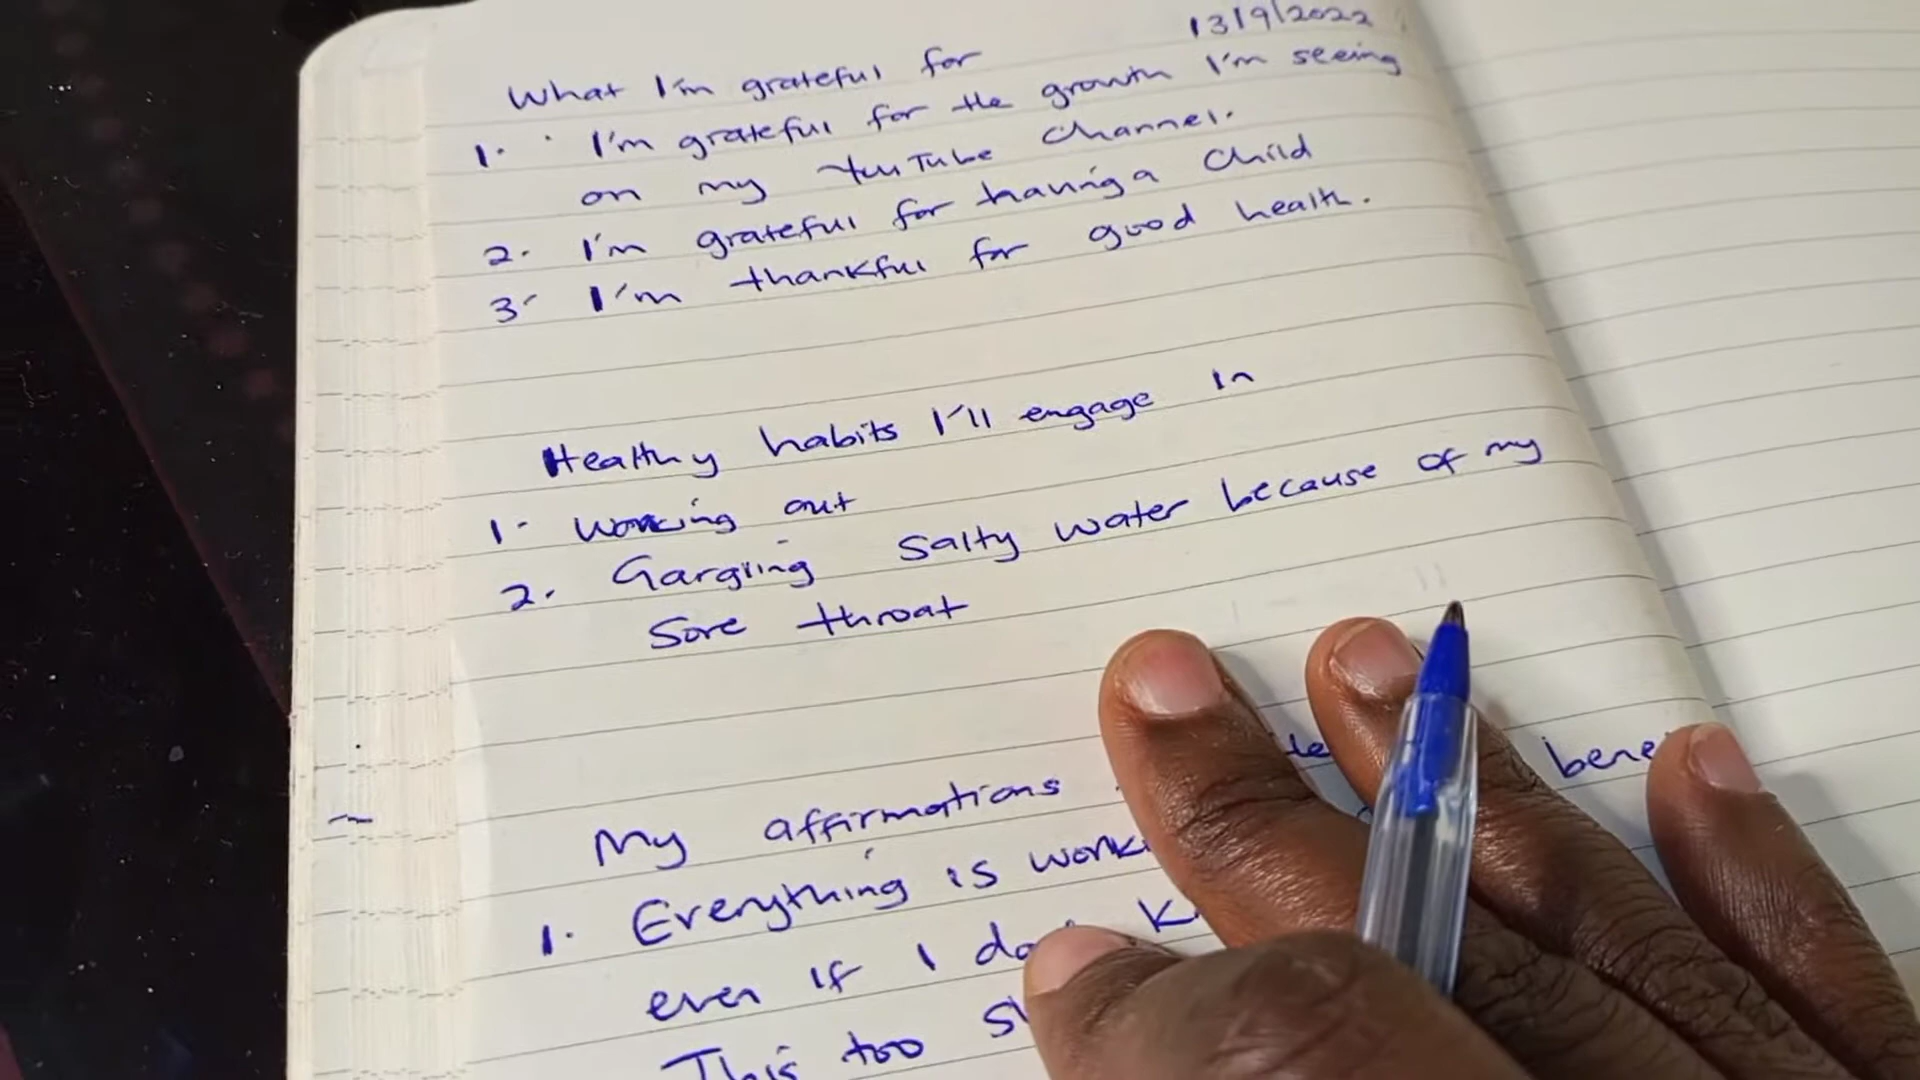 13/9/2022
What I'm grateful for
1. I'm grateful for the growth I'm seeing
on my YouTube channel.
2. I'm grateful for having a child
3. I'm thankful for good health.
Healthy habits I'll engage in
1. Working out
2. Gargling salty water because of my
sore throat
My affirmations
1. Everything is
even if I
This too